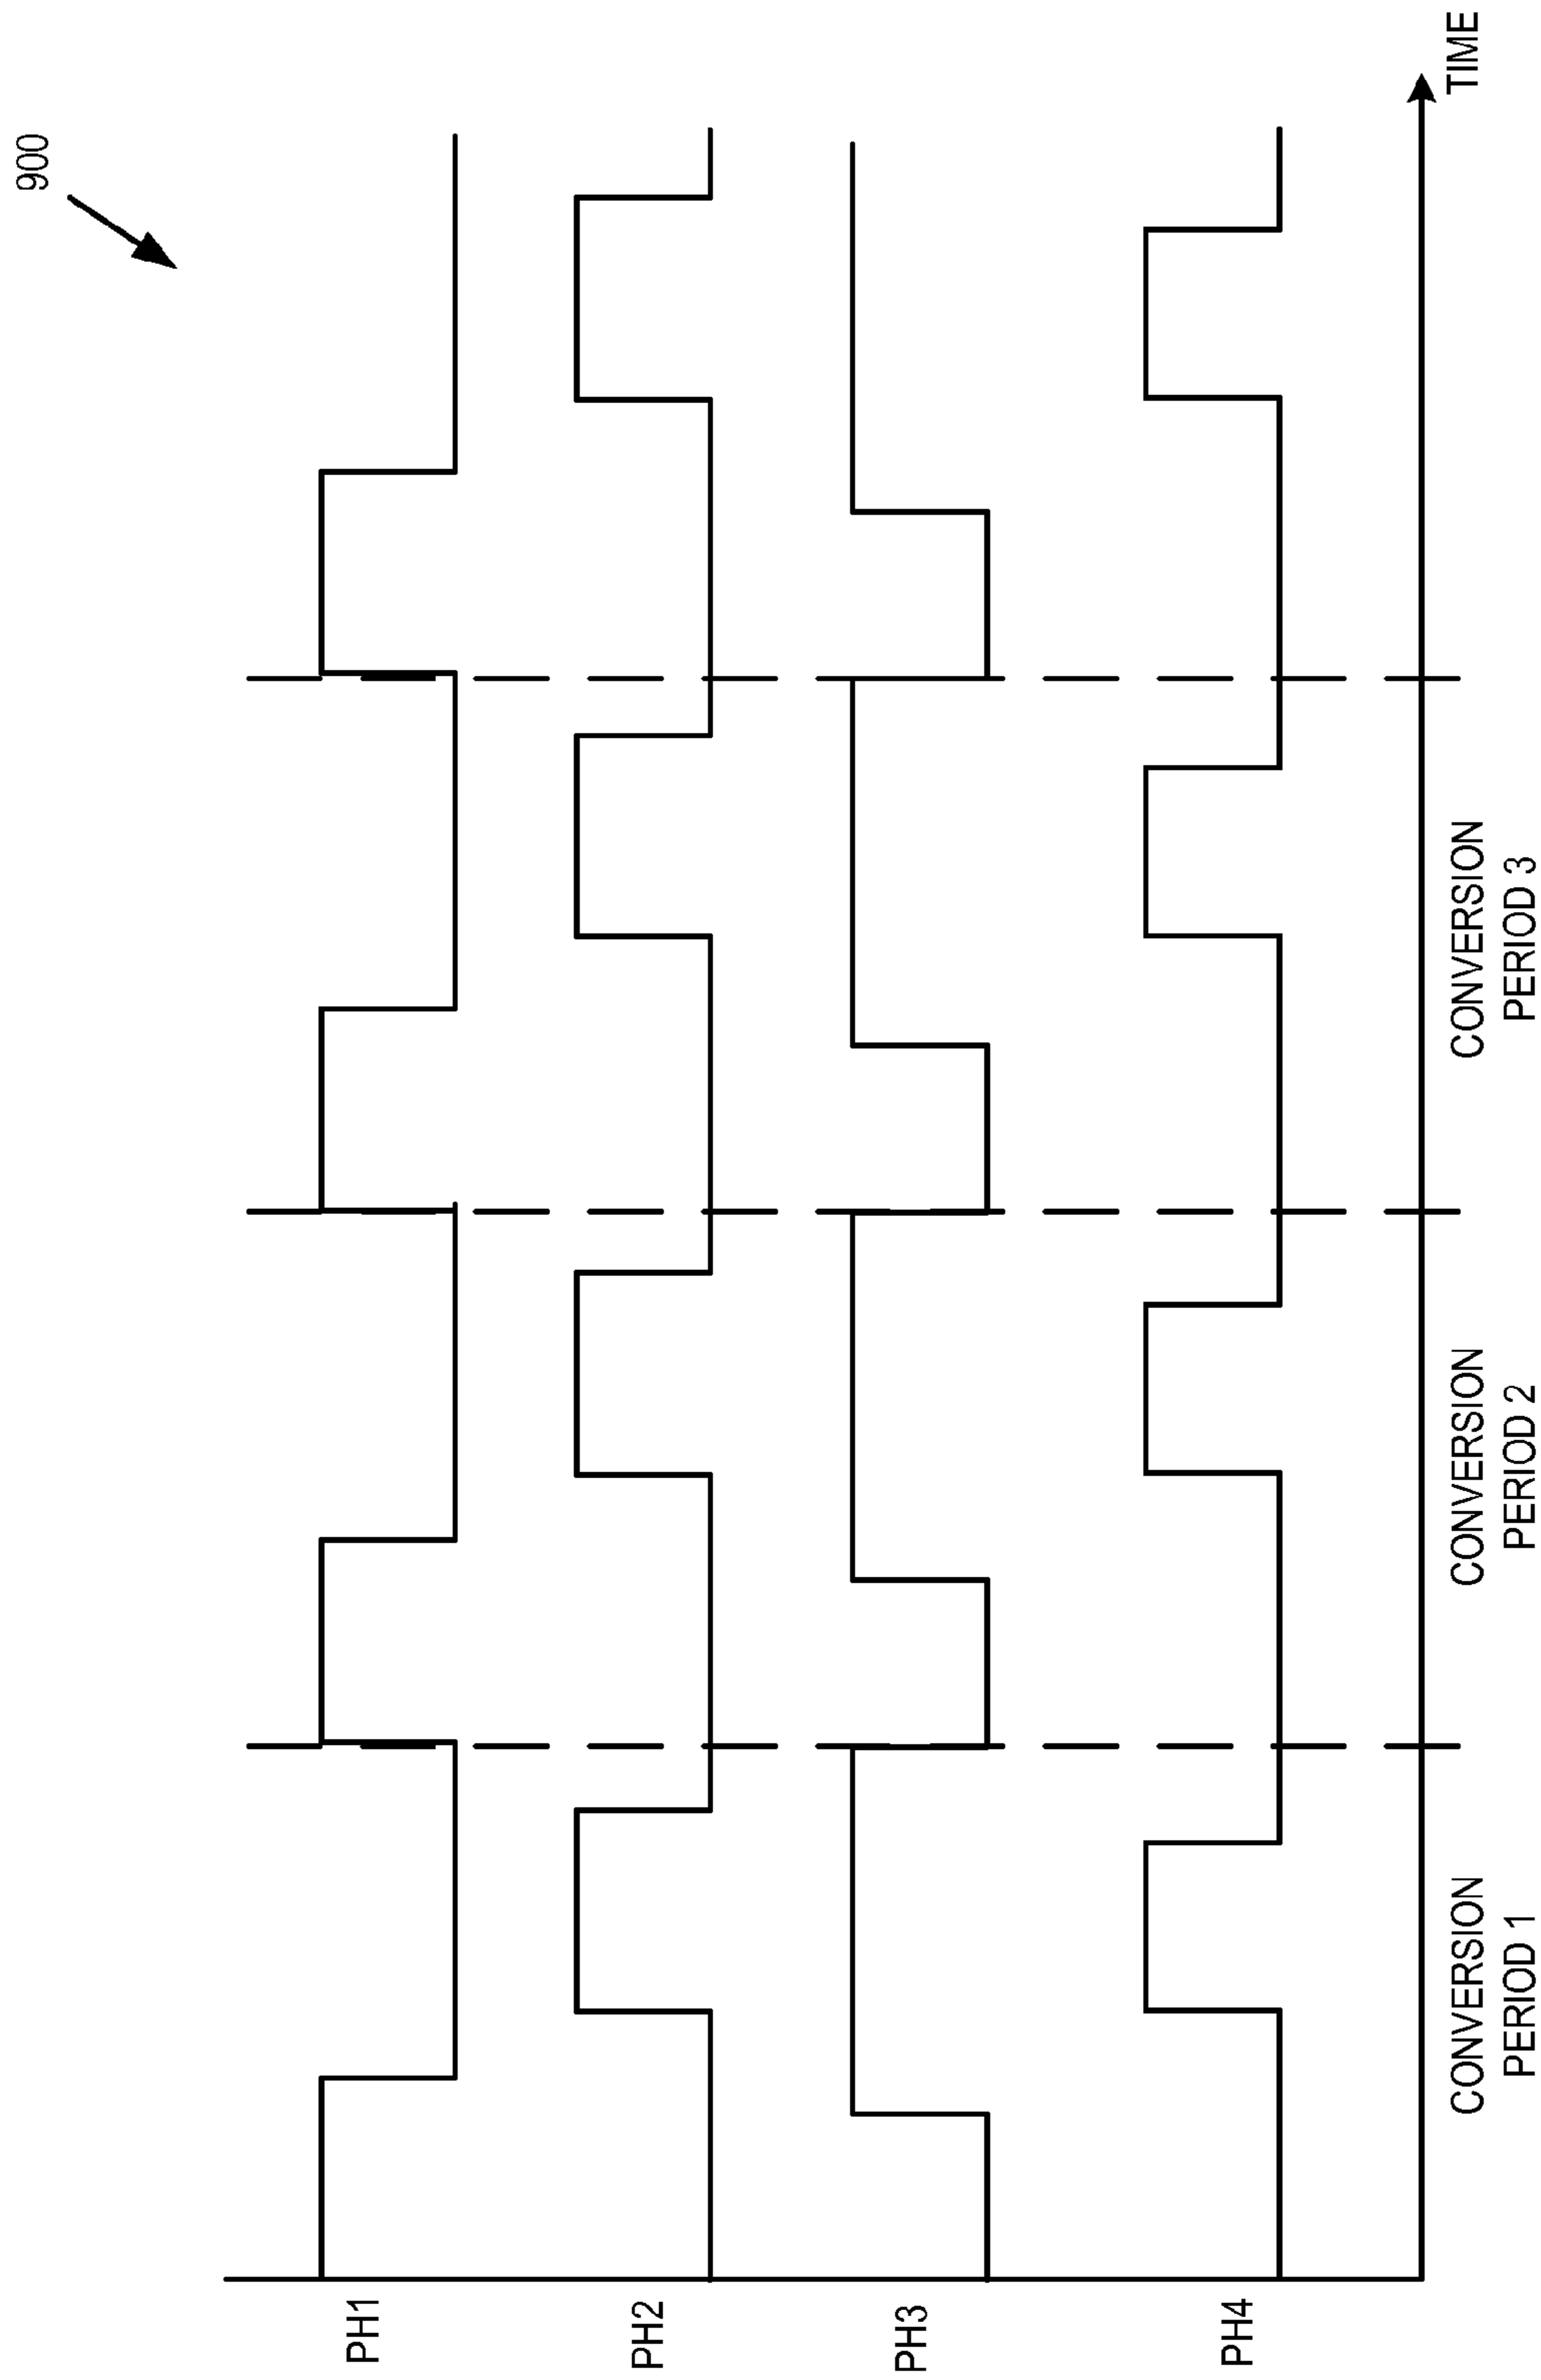 900
PH1
PH2
PH3
PH4
TIME
CONVERSION
PERIOD 1
CONVERSION
PERIOD 2
CONVERSION
PERIOD 3